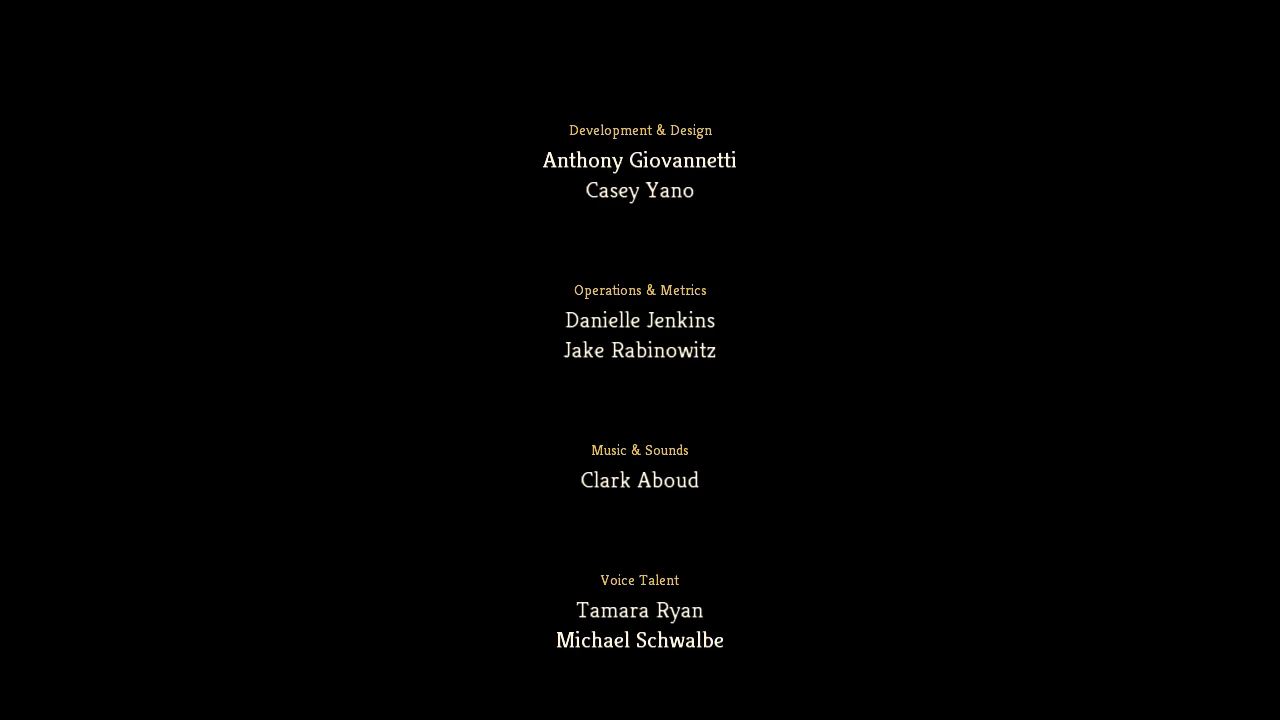 Development & Design
Anthony Giovannetti
Casey Yano
Operations & Metrics
Danielle Jenkins
Jake Rabinowitz
Music & Sounds
Clark Aboud
Voice Talent
Tamara Ryan
Michael Schwalbe